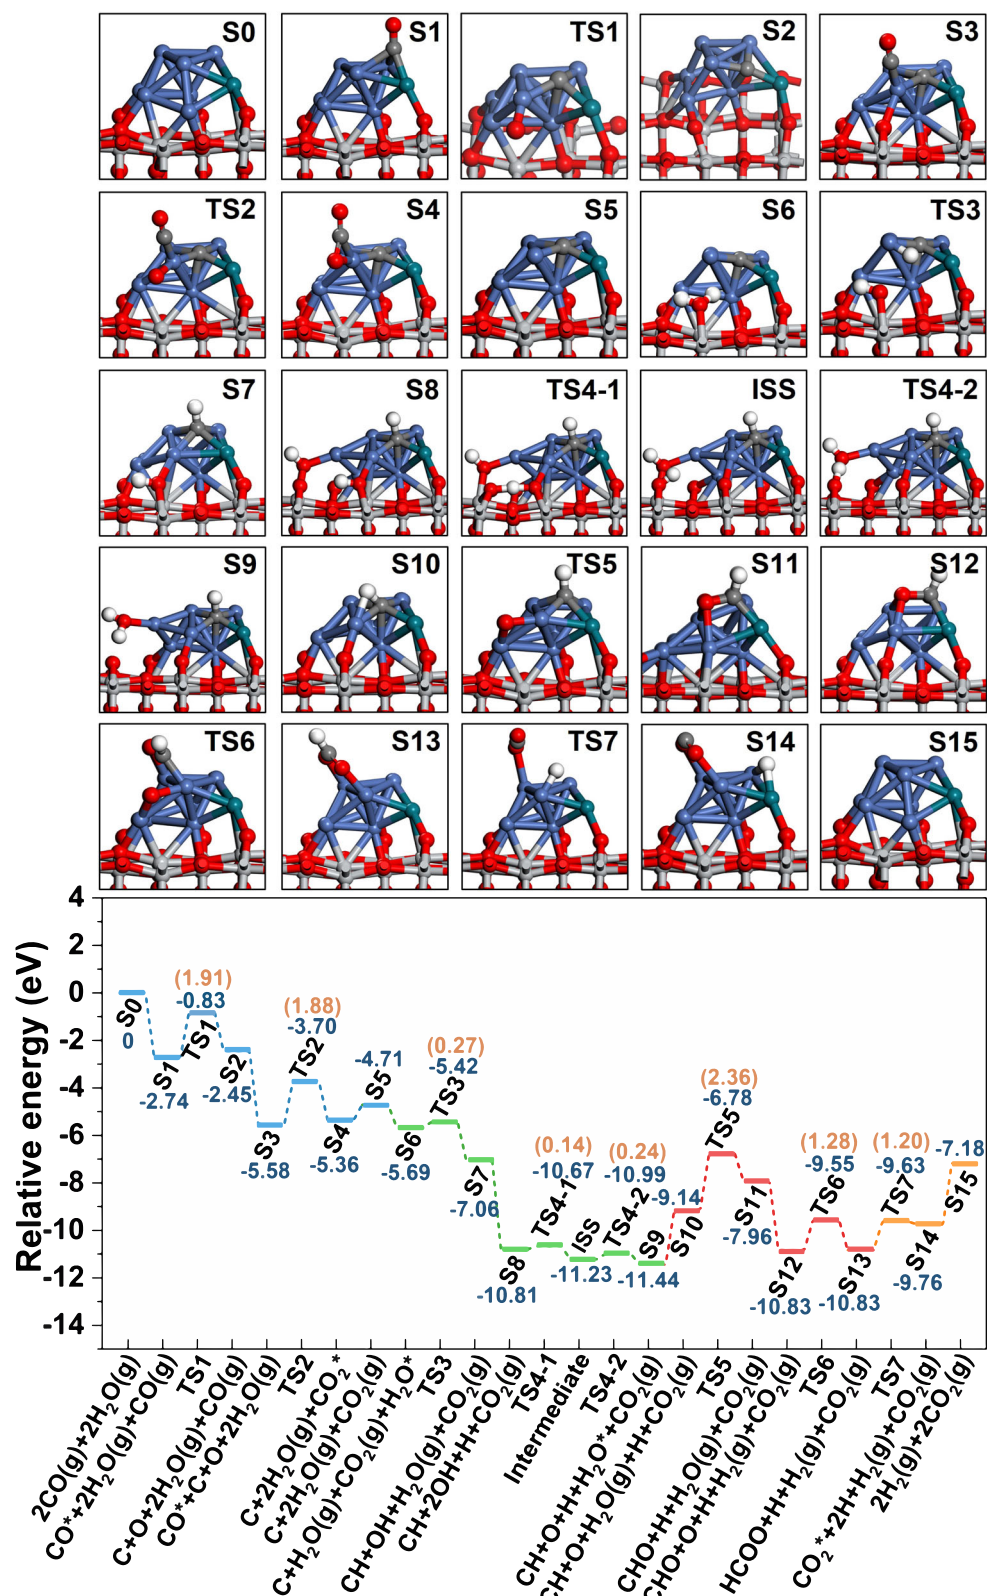 S0
S1
TS1
S2
S3
TS2
S4
S5
S6
TS3
S7
S8
TS4-1
ISS
TS4-2
S9
S10
TS5
S11
S12
TS6
S13
TS7
S14
S15
Relative energy (eV)
4
2
0
-2
-4
-6
-8
-10
-12
-14
S0
0
S1
-2.74
(1.91)
-0.83
TS1
S2
-2.45
S3
-5.58
(1.88)
-3.70
TS2
S4
-5.36
-4.71
S5
S6
-5.69
(0.27)
-5.42
TS3
S7
-7.06
S8
-10.81
(0.14)
-10.67
TS4-1
ISS
-11.23
(0.24)
-10.99
TS4-2
S9
-11.44
-9.14
S10
(2.36)
-6.78
TS5
S11
-7.96
S12
-10.83
(1.28)
-9.55
TS6
S13
-10.83
(1.20)
-9.63
TS7
S14
-9.76
-7.18
S15
2CO(g)+2H₂O(g)
CO*+2H₂O(g)+CO(g)
TS1
C+O+2H₂O(g)+CO(g)
CO*+C+O+2H₂O(g)
TS2
C+2H₂O(g)+CO₂*
C+2H₂O(g)+CO₂(g)
C+H₂O(g)+CO₂(g)+H₂O*
TS3
CH+OH+H₂O(g)+CO₂(g)
CH+2OH+H+CO₂(g)
TS4-1
Intermediate
TS4-2
CH+O+H+H₂O*+CO₂(g)
CH+O+H₂O(g)+H+CO₂(g)
TS5
CHO+H+H₂O(g)+CO₂(g)
CHO+O+H+H₂(g)+CO₂(g)
TS6
HCOO+H+H₂(g)+CO₂(g)
TS7
CO₂*+2H+H₂(g)+CO₂(g)
2H₂(g)+2CO₂(g)